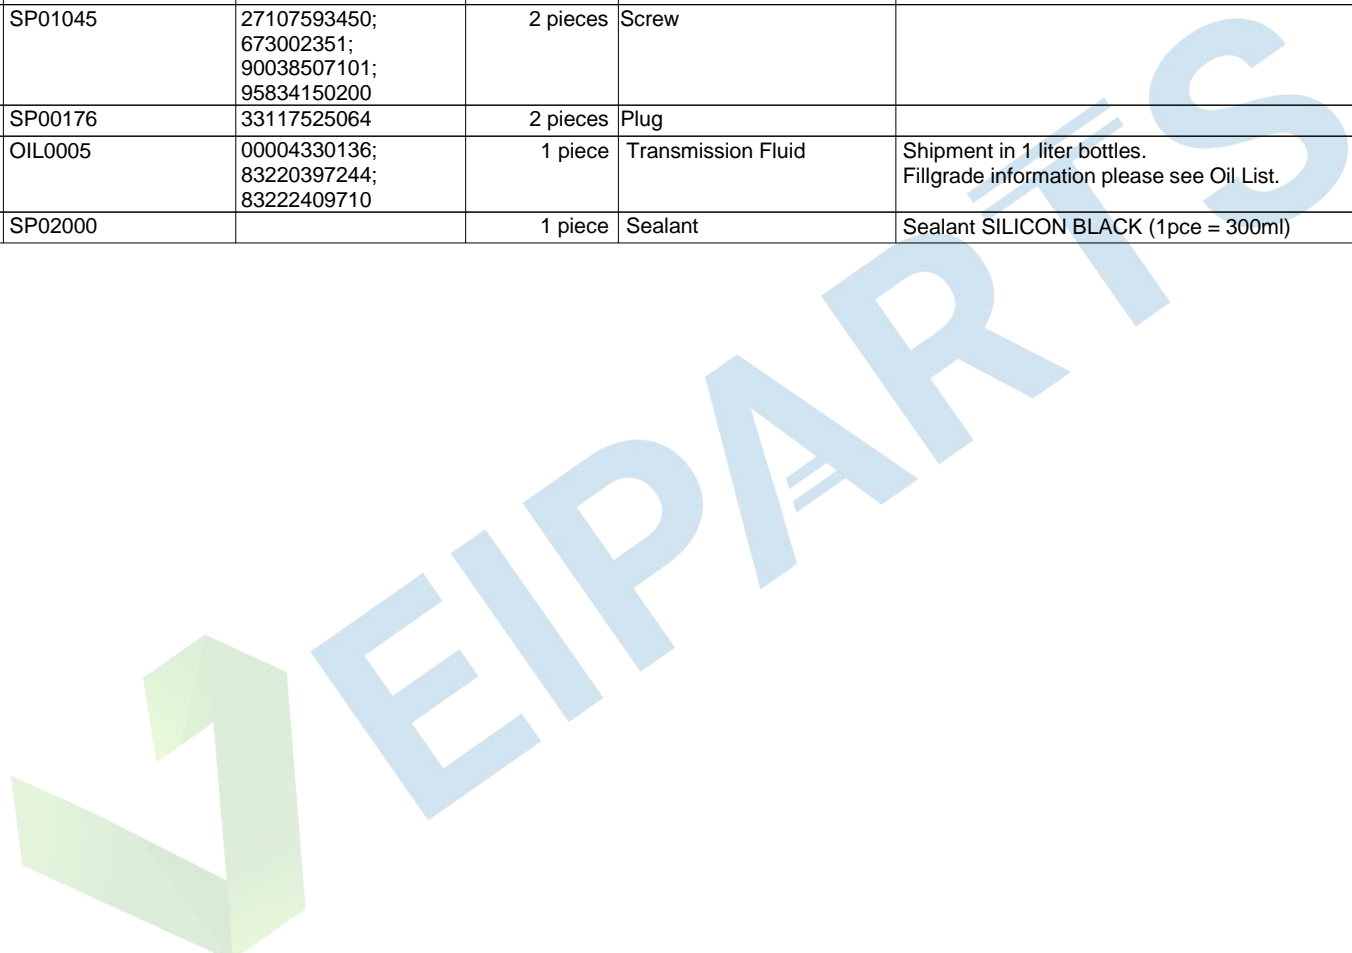 SP01045 27107593450; 2 pieces Screw
673002351;
90038507101;
95834150200
SP00176 33117525064 2 pieces Plug
OIL0005 00004330136; 1 piece Transmission Fluid Shipment in 1 liter bottles.
83220397244; Fillgrade information please see Oil List.
83222409710
SP02000 1 piece Sealant Sealant SILICON BLACK (1pce = 300ml)
VEIPARTS